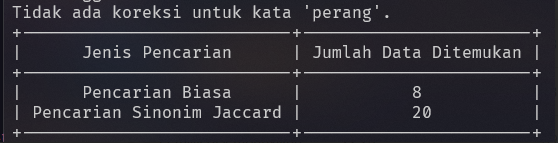 Tidak ada koreksi untuk kata 'perang'.
Jenis Pencarian | Jumlah Data Ditemukan
Pencarian Biasa | 8
Pencarian Sinonim Jaccard | 20